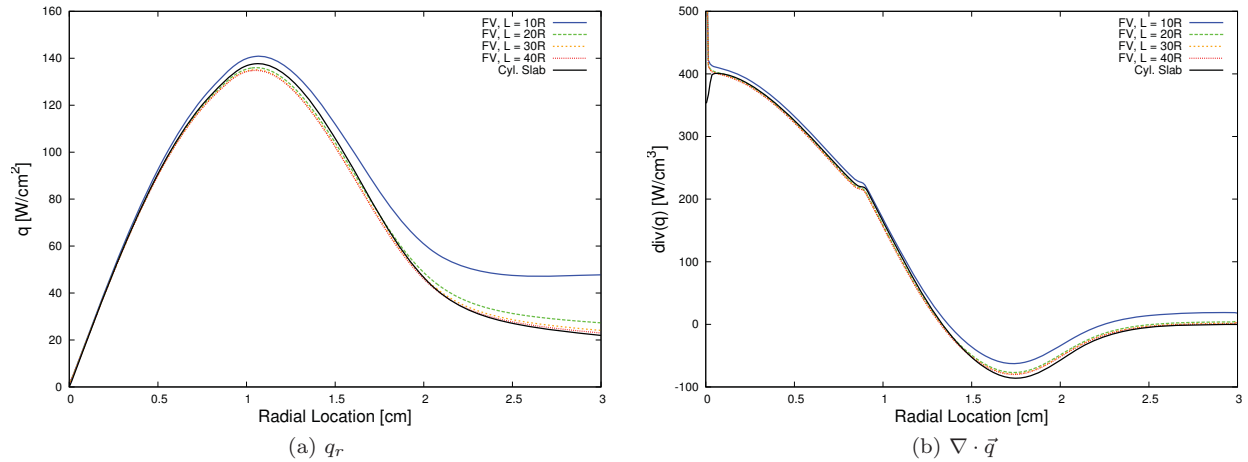 160
140
120
100
80
60
40
20
0
q [W/cm²]
0 0.5 1 1.5 2 2.5 3
Radial Location [cm]
FV, L = 10R
FV, L = 20R
FV, L = 30R
FV, L = 40R
Cyl. Slab
(a) qᵣ
500
400
300
200
100
0
-100
div(q) [W/cm³]
0 0.5 1 1.5 2 2.5 3
Radial Location [cm]
FV, L = 10R
FV, L = 20R
FV, L = 30R
FV, L = 40R
Cyl. Slab
(b) ∇ · q⃗